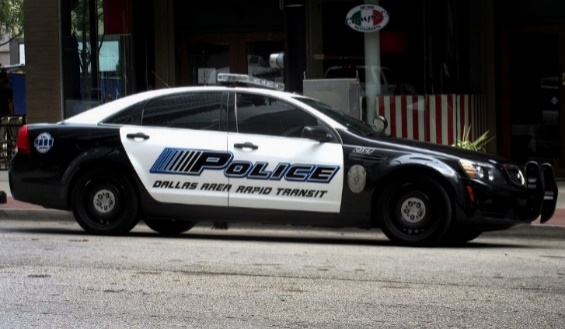 POLICE
DALLAS AREA RAPID TRANSIT